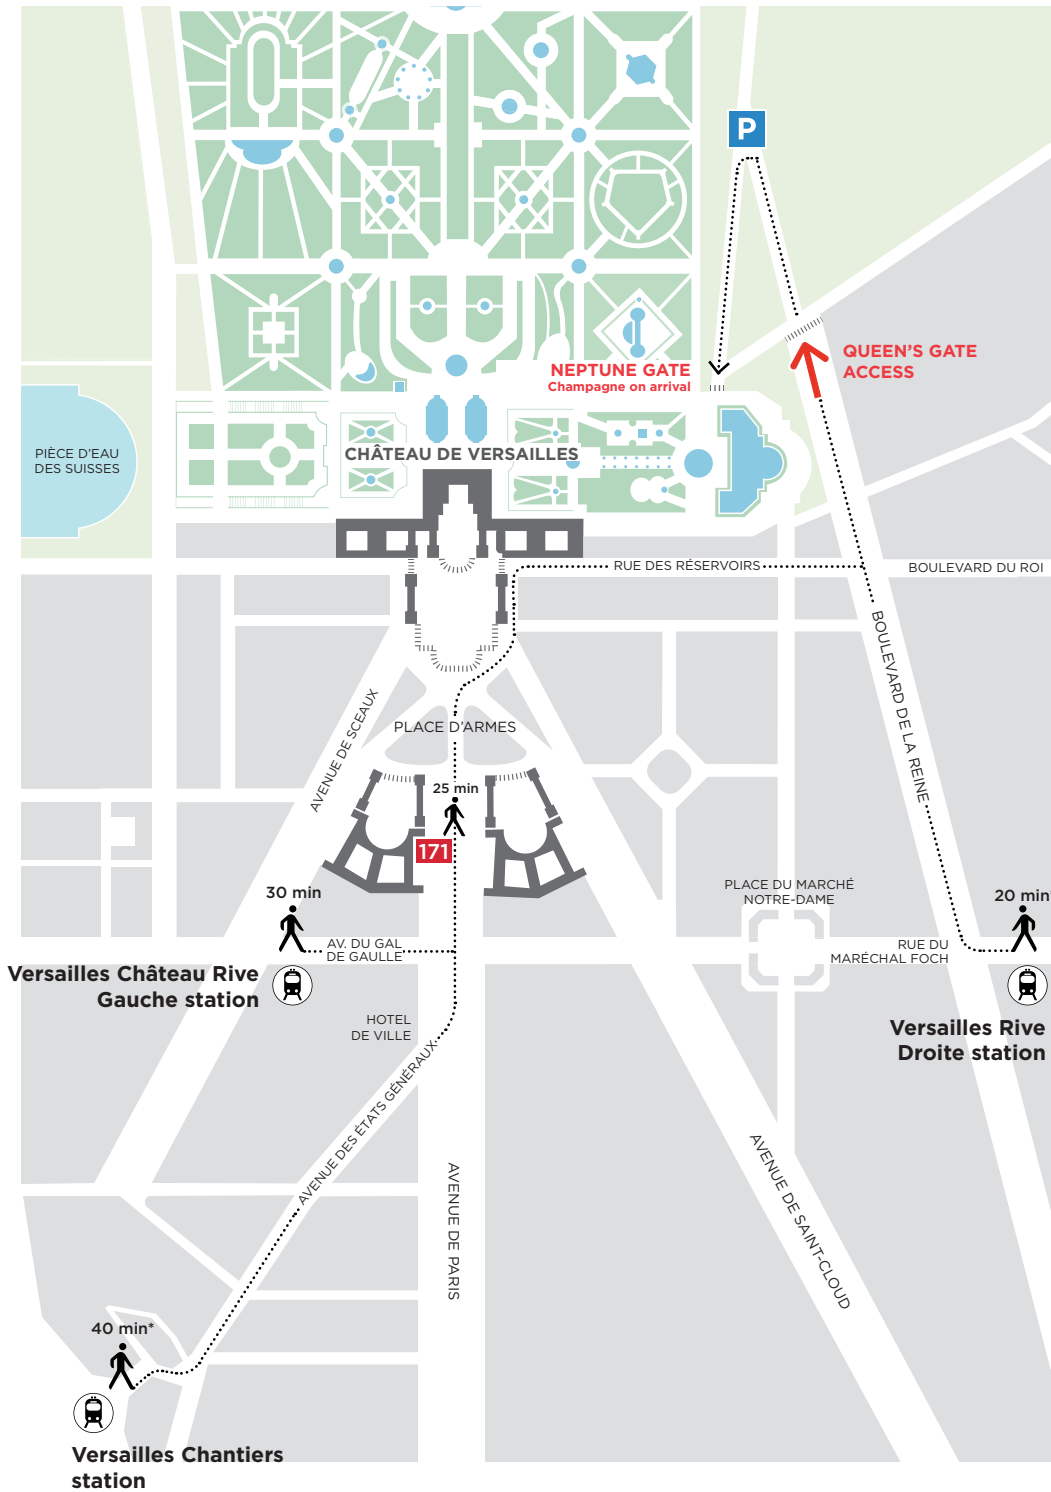 P
QUEEN'S GATE
ACCESS
NEPTUNE GATE
Champagne on arrival
PIÈCE D'EAU
DES SUISSES
CHÂTEAU DE VERSAILLES
RUE DES RÉSERVOIRS
BOULEVARD DU ROI
BOULEVARD DE LA REINE
AVENUE DE SCEAUX
PLACE D'ARMES
25 min
171
30 min
PLACE DU MARCHÉ
NOTRE-DAME
20 min
AV. DU GAL
DE GAULLE
RUE DU
MARÉCHAL FOCH
Versailles Château Rive
Gauche station
HOTEL
DE VILLE
Versailles Rive
Droite station
AVENUE DES ÉTATS GÉNÉRAUX
AVENUE DE PARIS
AVENUE DE SAINT-CLOUD
40 min*
Versailles Chantiers
station